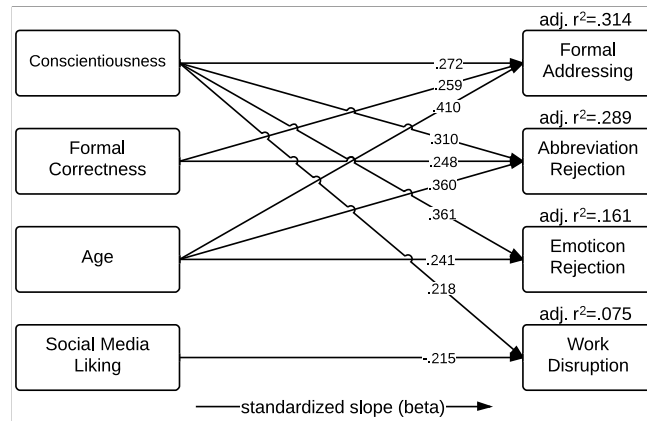 adj. r²=.314
Conscientiousness
.272
Formal
Addressing
.259
.410
adj. r²=.289
Formal
Correctness
.310
.248
.360
Abbreviation
Rejection
.361
adj. r²=.161
Age
.241
Emoticon
Rejection
.218
adj. r²=.075
Social Media
Liking
-.215
Work
Disruption
standardized slope (beta)